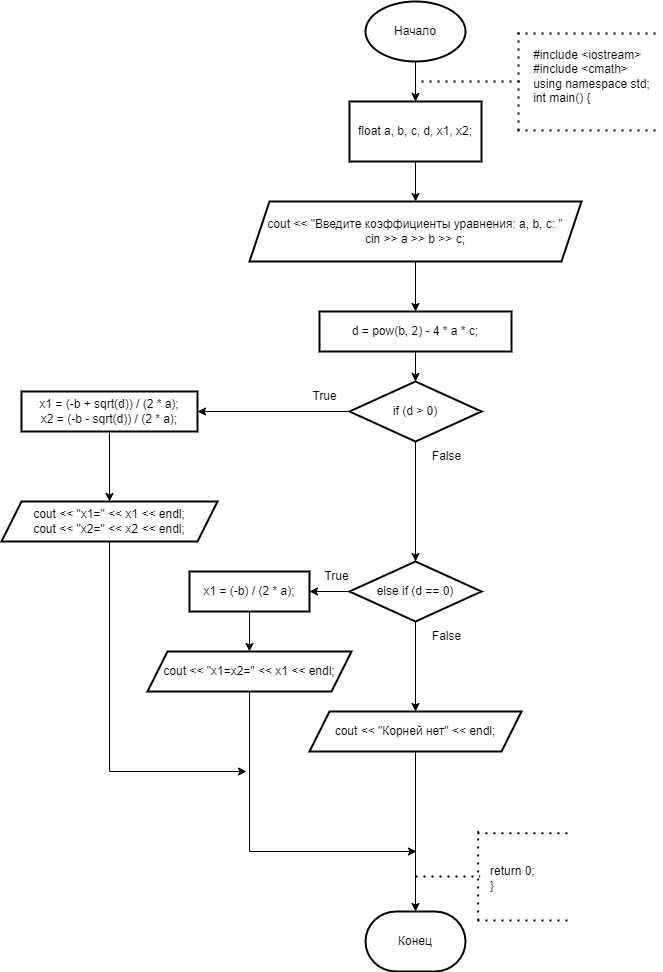 Начало
#include <iostream>
#include <cmath>
using namespace std;
int main() {
float a, b, c, d, x1, x2;
cout << "Введите коэффициенты уравнения: a, b, c: "
cin >> a >> b >> c;
d = pow(b, 2) - 4 * a * c;
if (d > 0)
True
x1 = (-b + sqrt(d)) / (2 * a);
x2 = (-b - sqrt(d)) / (2 * a);
False
cout << "x1=" << x1 << endl;
cout << "x2=" << x2 << endl;
else if (d == 0)
True
x1 = (-b) / (2 * a);
False
cout << "x1=x2=" << x1 << endl;
cout << "Корней нет" << endl;
return 0;
}
Конец